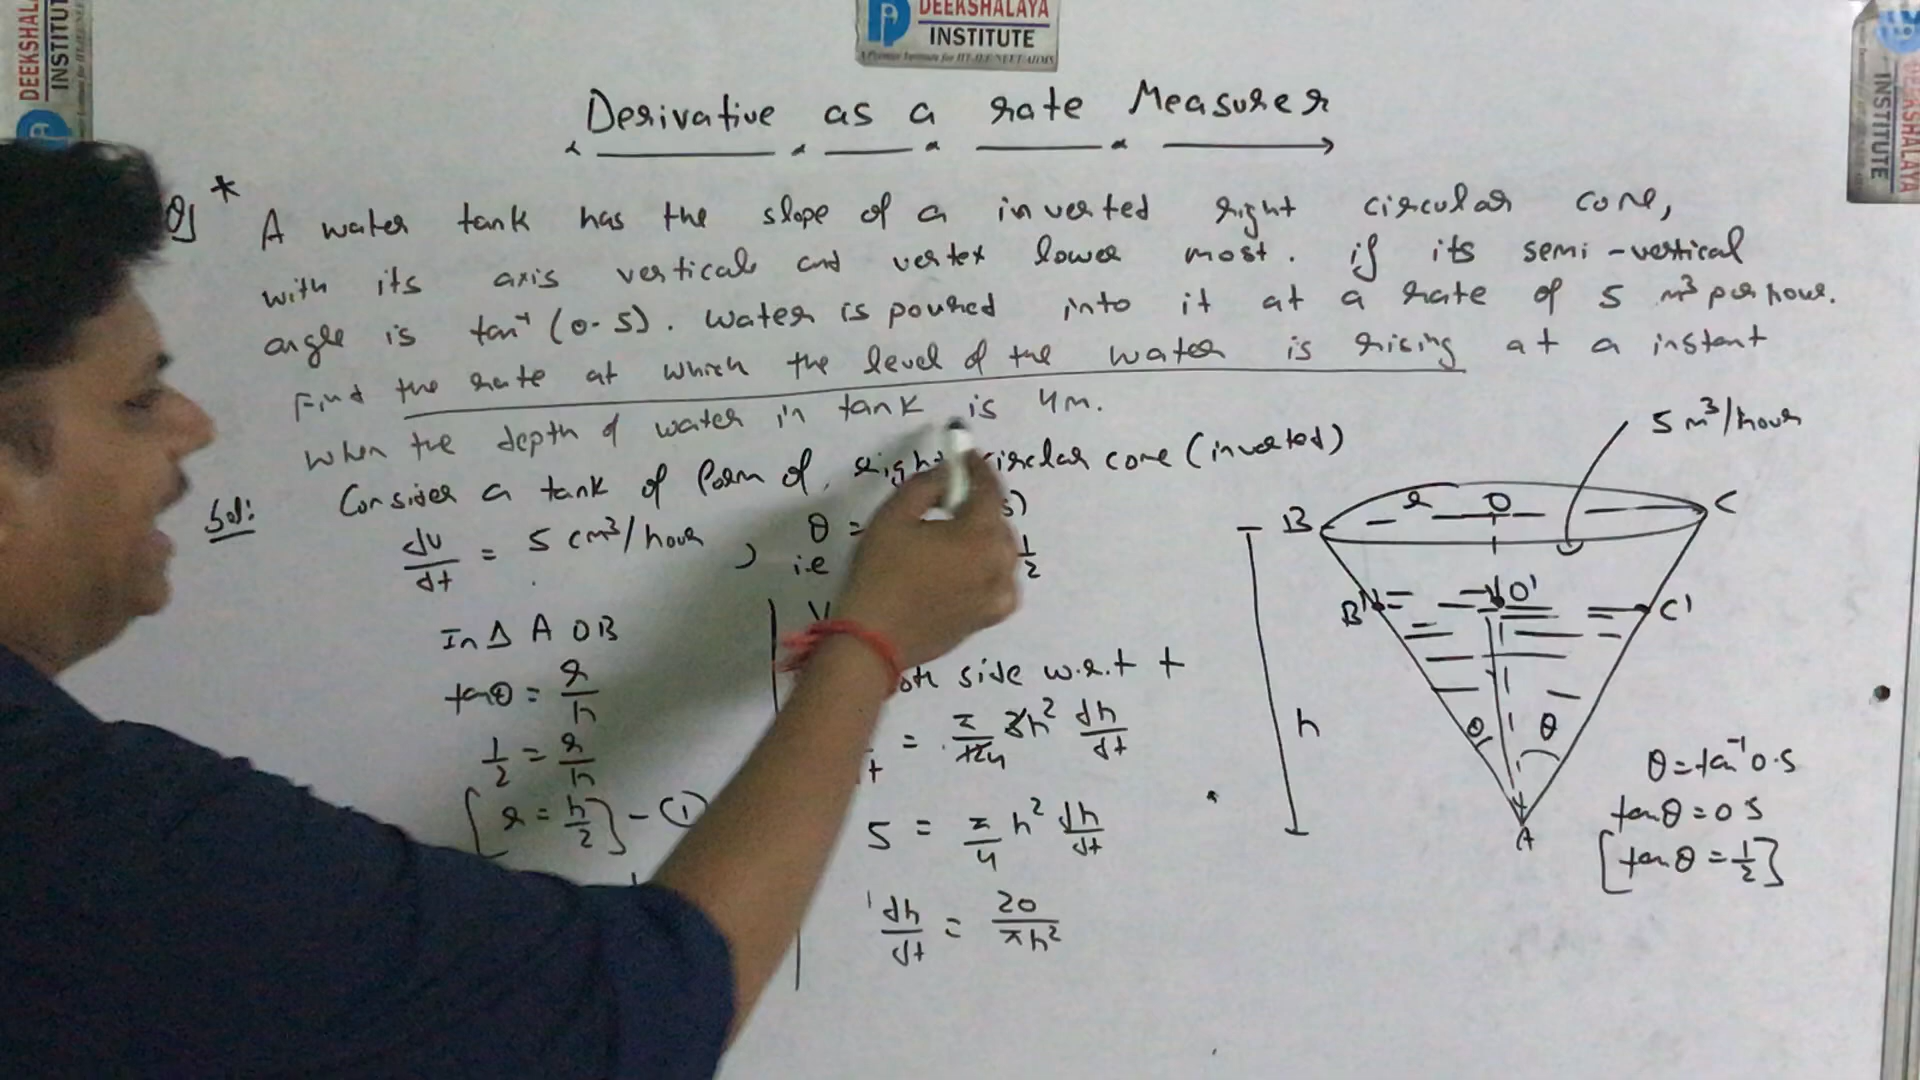 DEEKSHALAYA
INSTITUTE
Derivative as a rate Measurer
Q] * A water tank has the slope of a inverted right circular cone,
with its axis vertical and vertex lower most. if its semi-vertical
angle is tan⁻¹(0.5). Water is poured into it at a rate of 5 m³ per hour.
Find the rate at which the level of the water is rising at a instant
when the depth of water in tank is 4m.
Sol: Consider a tank of form of right circlar cone (inverted)
dv/dt = 5 cm³/hour , θ =
i.e 1/2
In Δ AOB
tanθ = r/h
1/2 = r/h
[r = h/2] - (1)
V
side w.r.t t
= π/12 4 3h² dh/dt
5 = π/4 h² dh/dt
dh/dt = 20/πh²
5 m³/hour
B r O C
B' O' C'
h
θ θ
A
θ = tan⁻¹0.5
tanθ = 0.5
[tanθ = 1/2]